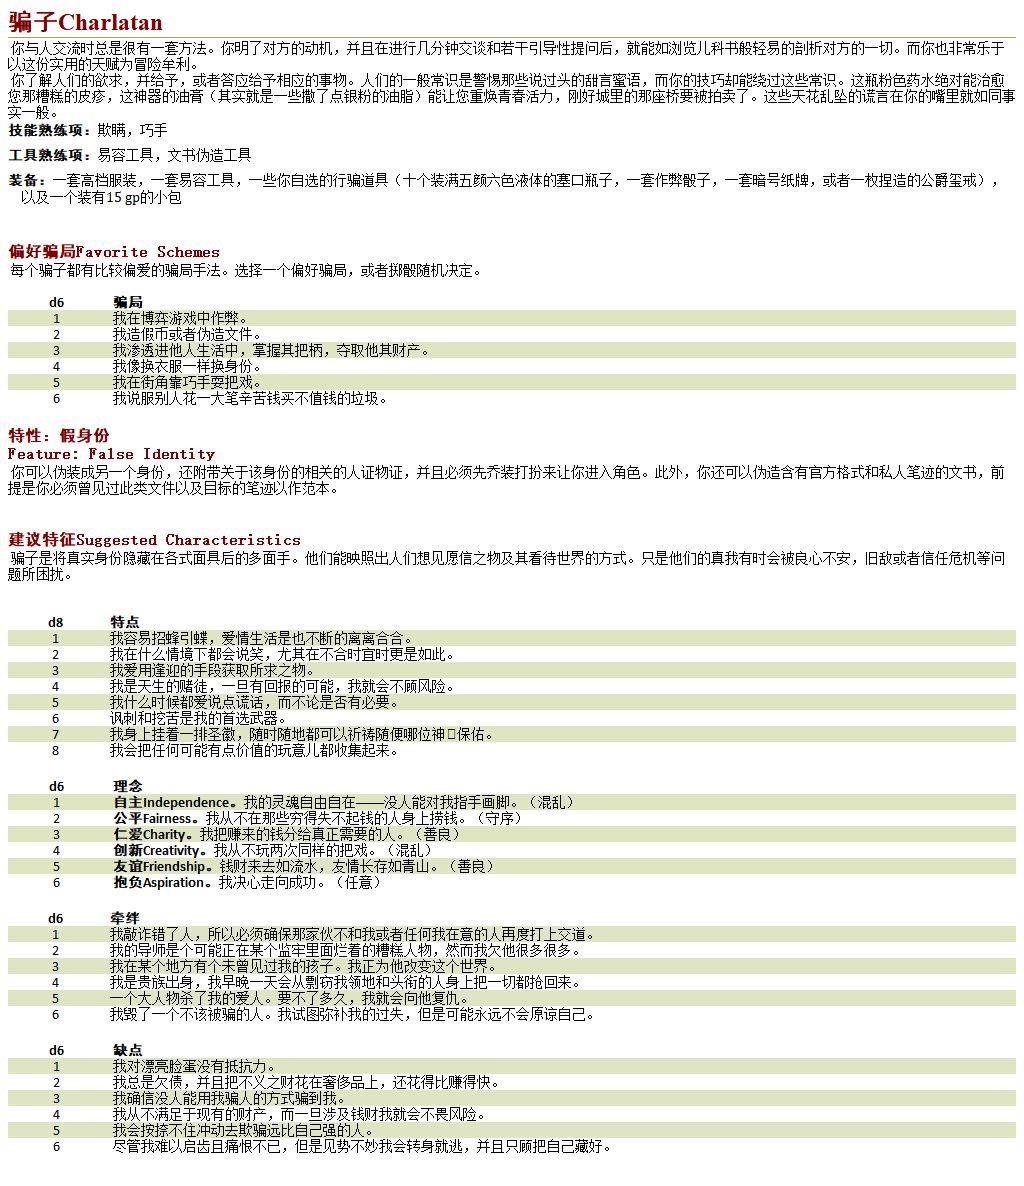 骗子Charlatan
你与人交流时总是很有一套方法。你明了对方的动机，并且在进行几分钟交谈和若干引导性提问后，就能如浏览儿科书般轻易的剖析对方的一切。而你也非常乐于
以这份实用的天赋为冒险牟利。
你了解人们的欲求，并给予，或者答应给予相应的事物。人们的一般常识是警惕那些说过头的甜言蜜语，而你的技巧却能绕过这些常识。这瓶粉色药水绝对能治愈
您那糟糕的皮疹，这神器的油膏（其实就是一些撒了点银粉的油脂）能让您重焕青春活力，刚好城里的那座桥要被拍卖了。这些天花乱坠的谎言在你的嘴里就如同事
实一般。
技能熟练项：欺瞒，巧手
工具熟练项：易容工具，文书伪造工具
装备：一套高档服装，一套易容工具，一些你自选的行骗道具（十个装满五颜六色液体的塞口瓶子，一套作弊骰子，一套暗号纸牌，或者一枚捏造的公爵玺戒），
以及一个装有15 gp的小包
偏好骗局Favorite Schemes
每个骗子都有比较偏爱的骗局手法。选择一个偏好骗局，或者掷骰随机决定。
d6 骗局
1 我在博弈游戏中作弊。
2 我造假币或者伪造文件。
3 我渗透进他人生活中，掌握其把柄，夺取他其财产。
4 我像换衣服一样换身份。
5 我在街角靠巧手耍把戏。
6 我说服别人花一大笔辛苦钱买不值钱的垃圾。
特性：假身份
Feature: False Identity
你可以伪装成另一个身份，还附带关于该身份的相关的人证物证，并且必须先乔装打扮来让你进入角色。此外，你还可以伪造含有官方格式和私人笔迹的文书，前
提是你必须曾见过此类文件以及目标的笔迹以作范本。
建议特征Suggested Characteristics
骗子是将真实身份隐藏在各式面具后的多面手。他们能映照出人们想见愿信之物及其看待世界的方式。只是他们的真我有时会被良心不安，旧敌或者信任危机等问
题所困扰。
d8 特点
1 我容易招蜂引蝶，爱情生活是也不断的离离合合。
2 我在什么情境下都会说笑，尤其在不合时宜时更是如此。
3 我爱用逢迎的手段获取所求之物。
4 我是天生的赌徒，一旦有回报的可能，我就会不顾风险。
5 我什么时候都爱说点谎话，而不论是否有必要。
6 讽刺和挖苦是我的首选武器。
7 我身上挂着一排圣徽，随时随地都可以祈祷随便哪位神▯保佑。
8 我会把任何可能有点价值的玩意儿都收集起来。
d6 理念
1 自主Independence。我的灵魂自由自在——没人能对我指手画脚。（混乱）
2 公平Fairness。我从不在那些穷得失不起钱的人身上捞钱。（守序）
3 仁爱Charity。我把赚来的钱分给真正需要的人。（善良）
4 创新Creativity。我从不玩两次同样的把戏。（混乱）
5 友谊Friendship。钱财来去如流水，友情长存如青山。（善良）
6 抱负Aspiration。我决心走向成功。（任意）
d6 牵绊
1 我敲诈错了人，所以必须确保那家伙不和我或者任何我在意的人再度打上交道。
2 我的导师是个可能正在某个监牢里面烂着的糟糕人物，然而我欠他很多很多。
3 我在某个地方有个未曾见过我的孩子。我正为他改变这个世界。
4 我是贵族出身，我早晚一天会从剽窃我领地和头衔的人身上把一切都抢回来。
5 一个大人物杀了我的爱人。要不了多久，我就会向他复仇。
6 我毁了一个不该被骗的人。我试图弥补我的过失，但是可能永远不会原谅自己。
d6 缺点
1 我对漂亮脸蛋没有抵抗力。
2 我总是欠债，并且把不义之财花在奢侈品上，还花得比赚得快。
3 我确信没人能用我骗人的方式骗到我。
4 我从不满足于现有的财产，而一旦涉及钱财我就会不畏风险。
5 我会按捺不住冲动去欺骗远比自己强的人。
6 尽管我难以启齿且痛恨不已，但是见势不妙我会转身就逃，并且只顾把自己藏好。